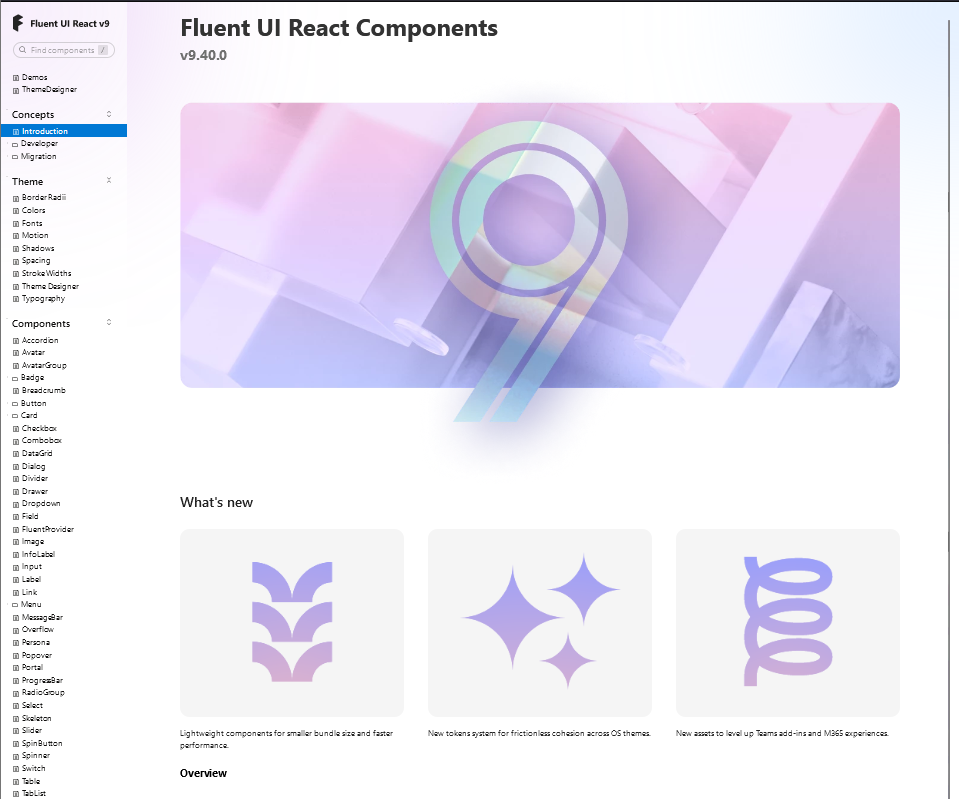 Fluent UI React v9
Find components /
Demos
ThemeDesigner
Concepts
Introduction
Developer
Migration
Theme
Border Radii
Colors
Fonts
Motion
Shadows
Spacing
Stroke Widths
Theme Designer
Typography
Components
Accordion
Avatar
AvatarGroup
Badge
Breadcrumb
Button
Card
Checkbox
Combobox
DataGrid
Dialog
Divider
Drawer
Dropdown
Field
FluentProvider
Image
InfoLabel
Input
Label
Link
Menu
MessageBar
Overflow
Persona
Popover
Portal
ProgressBar
RadioGroup
Select
Skeleton
Slider
SpinButton
Spinner
Switch
Table
TabList
Fluent UI React Components
v9.40.0
9
What's new
Lightweight components for smaller bundle size and faster
performance.
New tokens system for frictionless cohesion across OS themes.
New assets to level up Teams add-ins and M365 experiences.
Overview